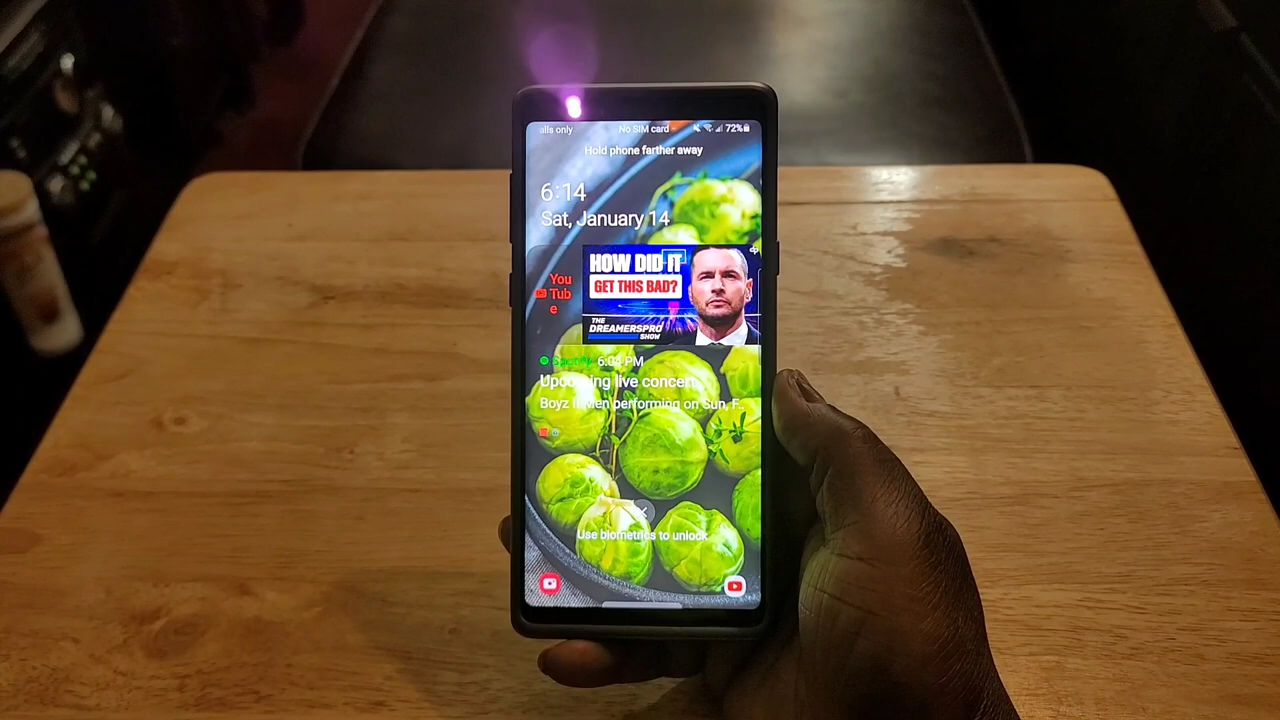 alls only No SIM card - 72%
Hold phone farther away
6:14
Sat, January 14
You
Tub
e
HOW DID IT
GET THIS BAD?
THE
DREAMERSPRO
SHOW
dp
Spotify 6:04 PM
Upcoming live concert
Boyz II Men performing on Sun, F..
Use biometrics to unlock